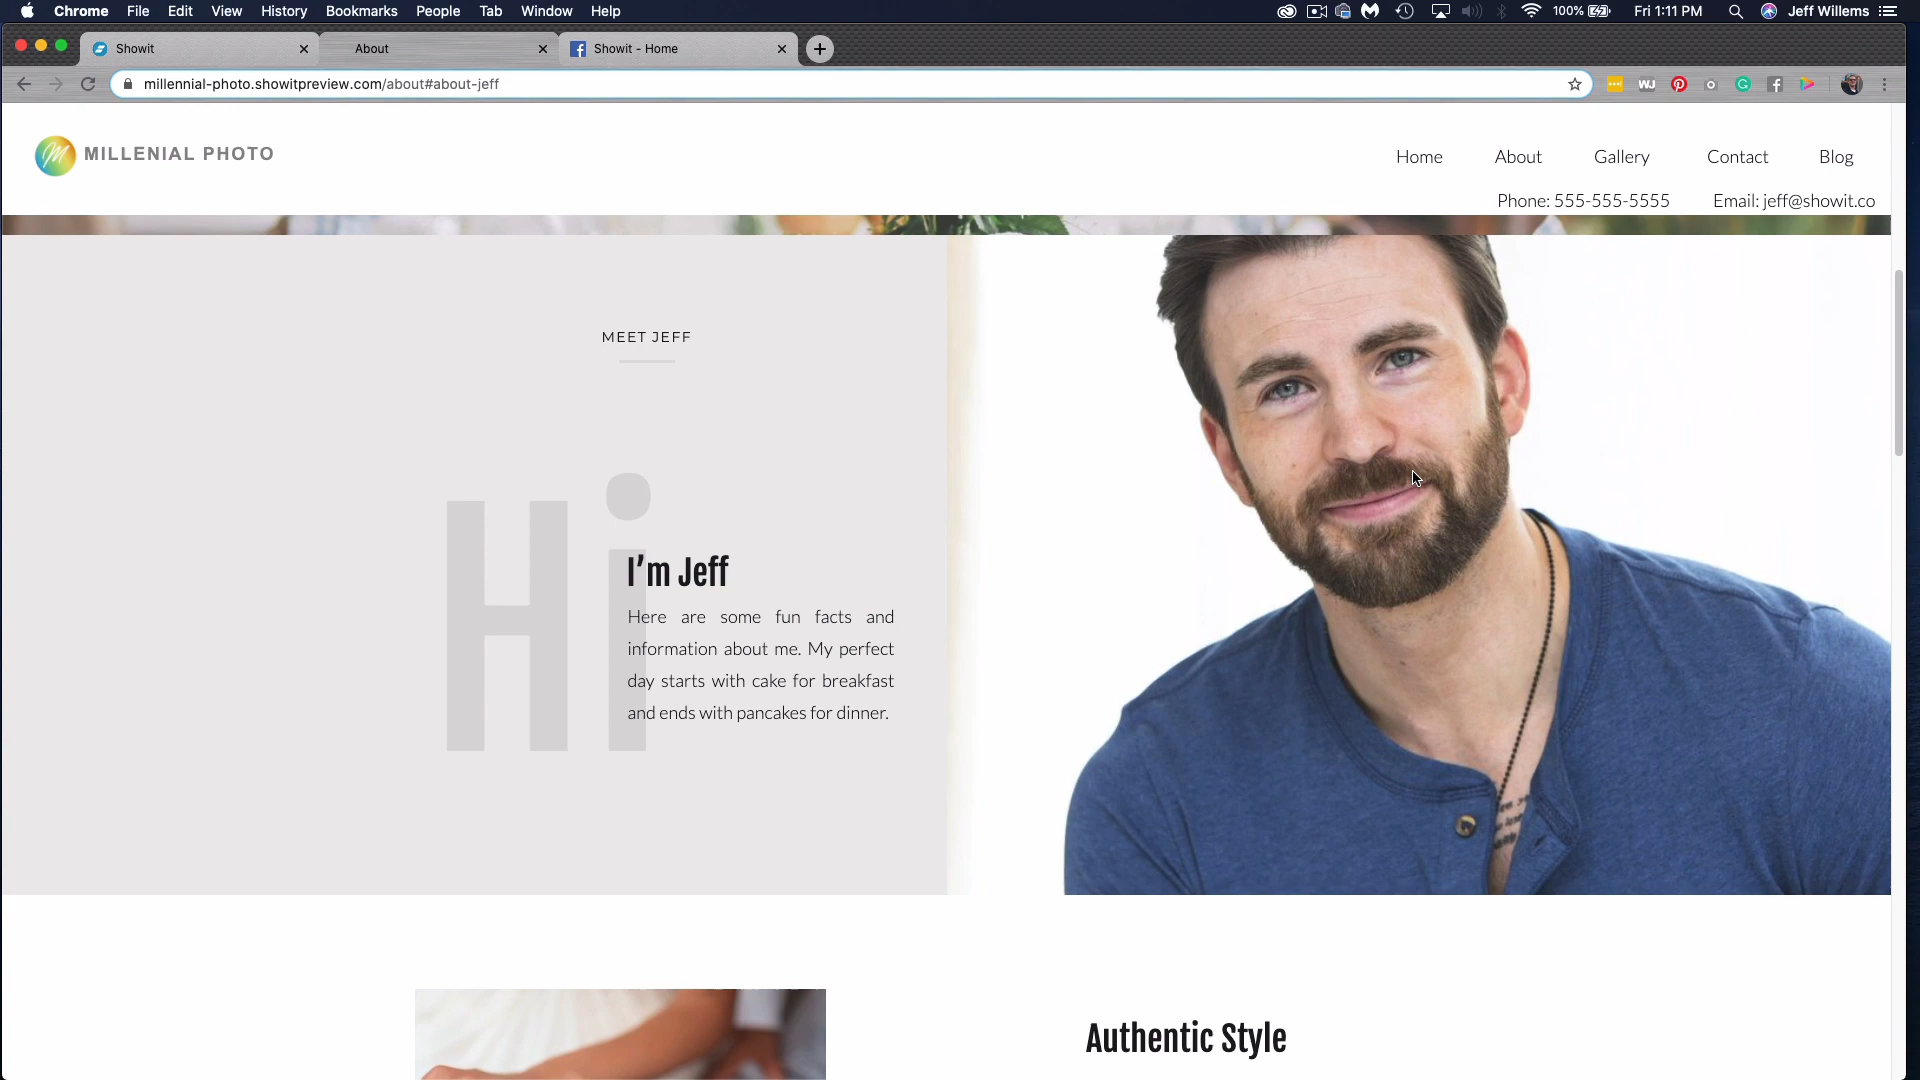 Chrome File Edit View History Bookmarks People Tab Window Help 100% Fri 1:11 PM Jeff Willems
Showit About Showit - Home
millennial-photo.showitpreview.com/about#about-jeff
MILLENIAL PHOTO
Home About Gallery Contact Blog
Phone: 555-555-5555 Email: jeff@showit.co
MEET JEFF
Hi
I'm Jeff
Here are some fun facts and
information about me. My perfect
day starts with cake for breakfast
and ends with pancakes for dinner.
Authentic Style